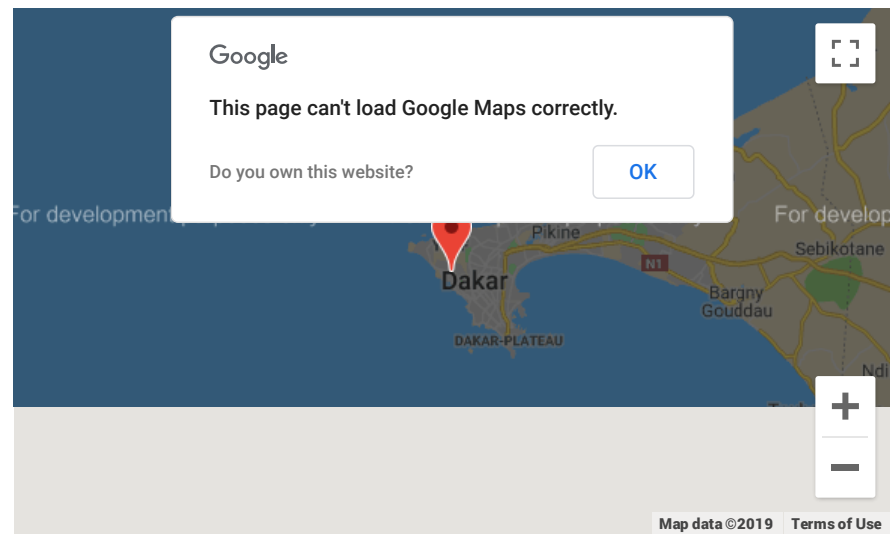 Google
This page can't load Google Maps correctly.
Do you own this website?
OK
For development
For develop
Pikine
Sebikotane
N1
Dakar
Bargny
Gouddau
DAKAR-PLATEAU
Ndi
Map data ©2019
Terms of Use